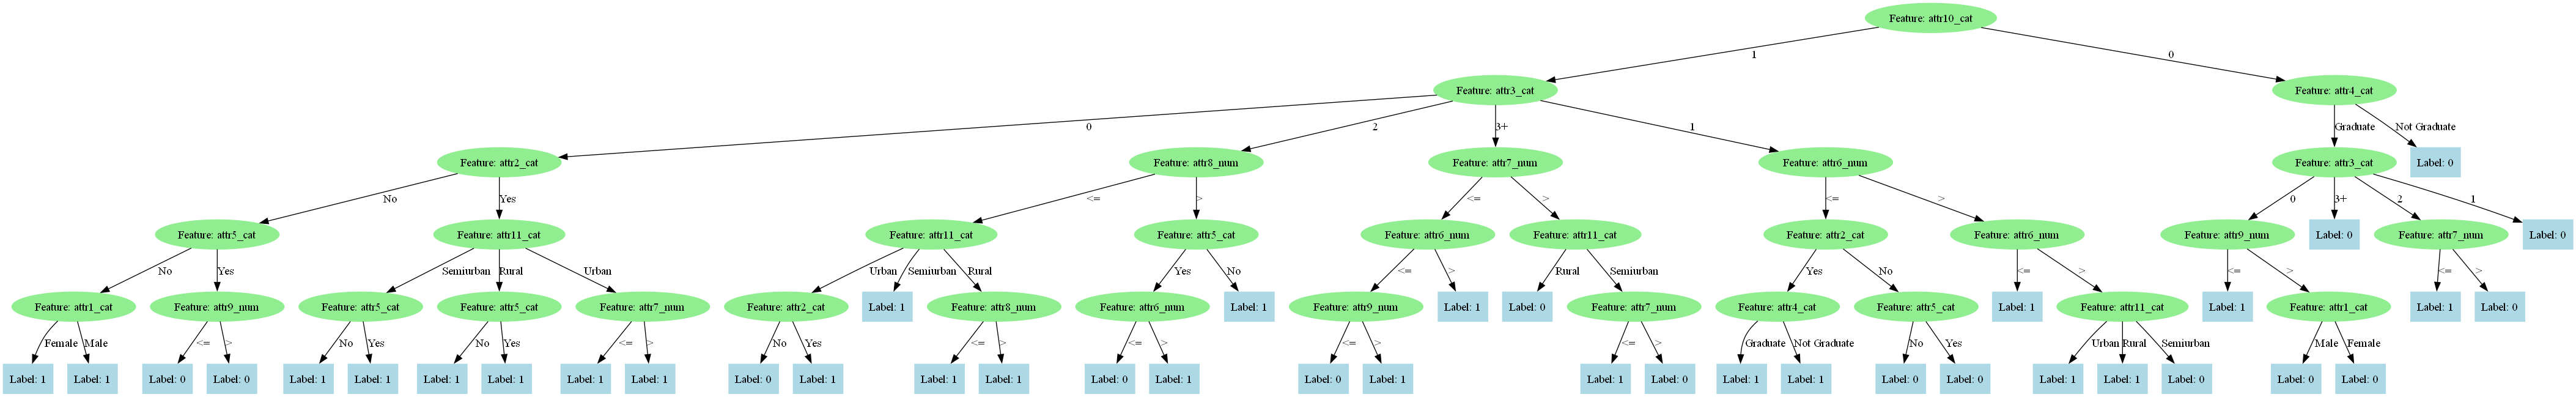 Feature: attr10_cat
1
0
Feature: attr3_cat
Feature: attr4_cat
0
2
3+
1
Graduate
Not Graduate
Feature: attr2_cat
Feature: attr8_num
Feature: attr7_num
Feature: attr6_num
Feature: attr3_cat
Label: 0
No
Yes
<=
>
<=
>
<=
>
0
3+
2
1
Feature: attr5_cat
Feature: attr11_cat
Feature: attr11_cat
Feature: attr5_cat
Feature: attr6_num
Feature: attr11_cat
Feature: attr2_cat
Feature: attr6_num
Feature: attr9_num
Label: 0
Feature: attr7_num
Label: 0
No
Yes
Semiurban
Rural
Urban
Urban
Semiurban
Rural
Yes
No
<=
>
Rural
Semiurban
Yes
No
<=
>
<=
>
<=
>
Feature: attr1_cat
Feature: attr9_num
Feature: attr5_cat
Feature: attr5_cat
Feature: attr7_num
Feature: attr2_cat
Label: 1
Feature: attr8_num
Feature: attr6_num
Label: 1
Feature: attr9_num
Label: 1
Label: 0
Feature: attr7_num
Feature: attr4_cat
Feature: attr5_cat
Label: 1
Feature: attr11_cat
Label: 1
Feature: attr1_cat
Label: 1
Label: 0
Female
Male
<=
>
No
Yes
No
Yes
<=
>
No
Yes
<=
>
<=
>
<=
>
<=
>
Graduate
Not Graduate
No
Yes
Urban
Rural
Semiurban
Male
Female
Label: 1
Label: 1
Label: 0
Label: 0
Label: 1
Label: 1
Label: 1
Label: 1
Label: 1
Label: 1
Label: 0
Label: 1
Label: 1
Label: 1
Label: 0
Label: 1
Label: 0
Label: 1
Label: 1
Label: 0
Label: 1
Label: 1
Label: 0
Label: 0
Label: 1
Label: 1
Label: 0
Label: 0
Label: 0